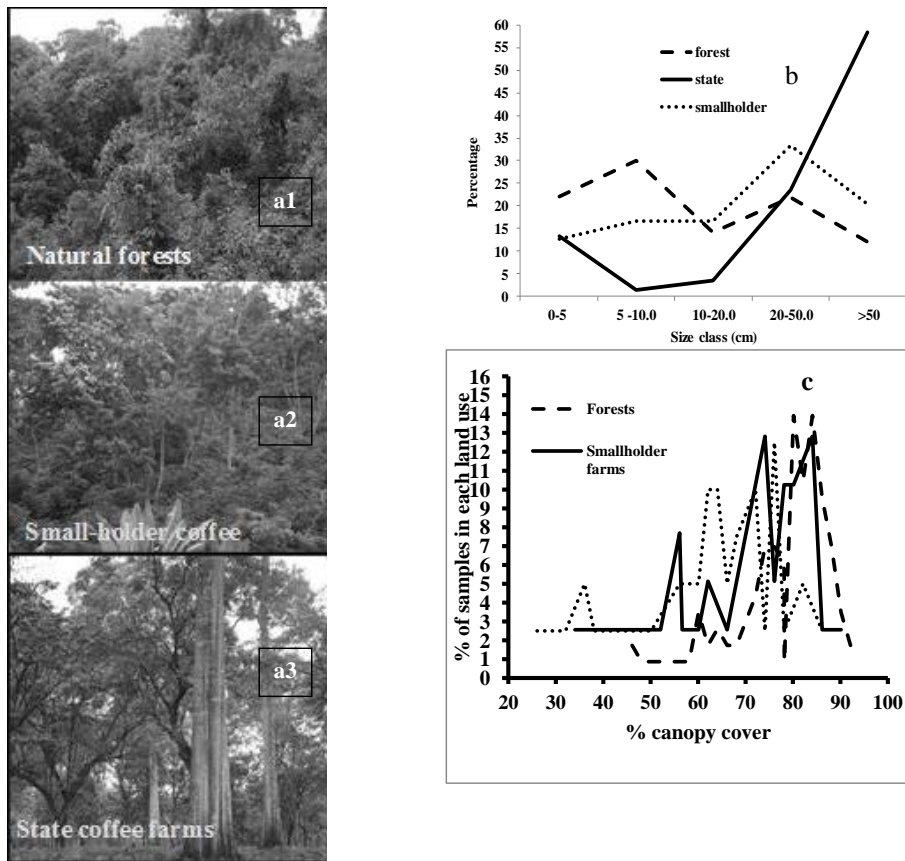 a1
Natural forests
a2
Small-holder coffee
a3
State coffee farms
60
55
50
45
40
35
30
25
20
15
10
5
0
Percentage
forest
state
smallholder
b
0-5 5 -10.0 10-20.0 20-50.0 >50
Size class (cm)
16
15
14
13
12
11
10
9
8
7
6
5
4
3
2
1
0
% of samples in each land use
c
Forests
Smallholder
farms
20 30 40 50 60 70 80 90 100
% canopy cover